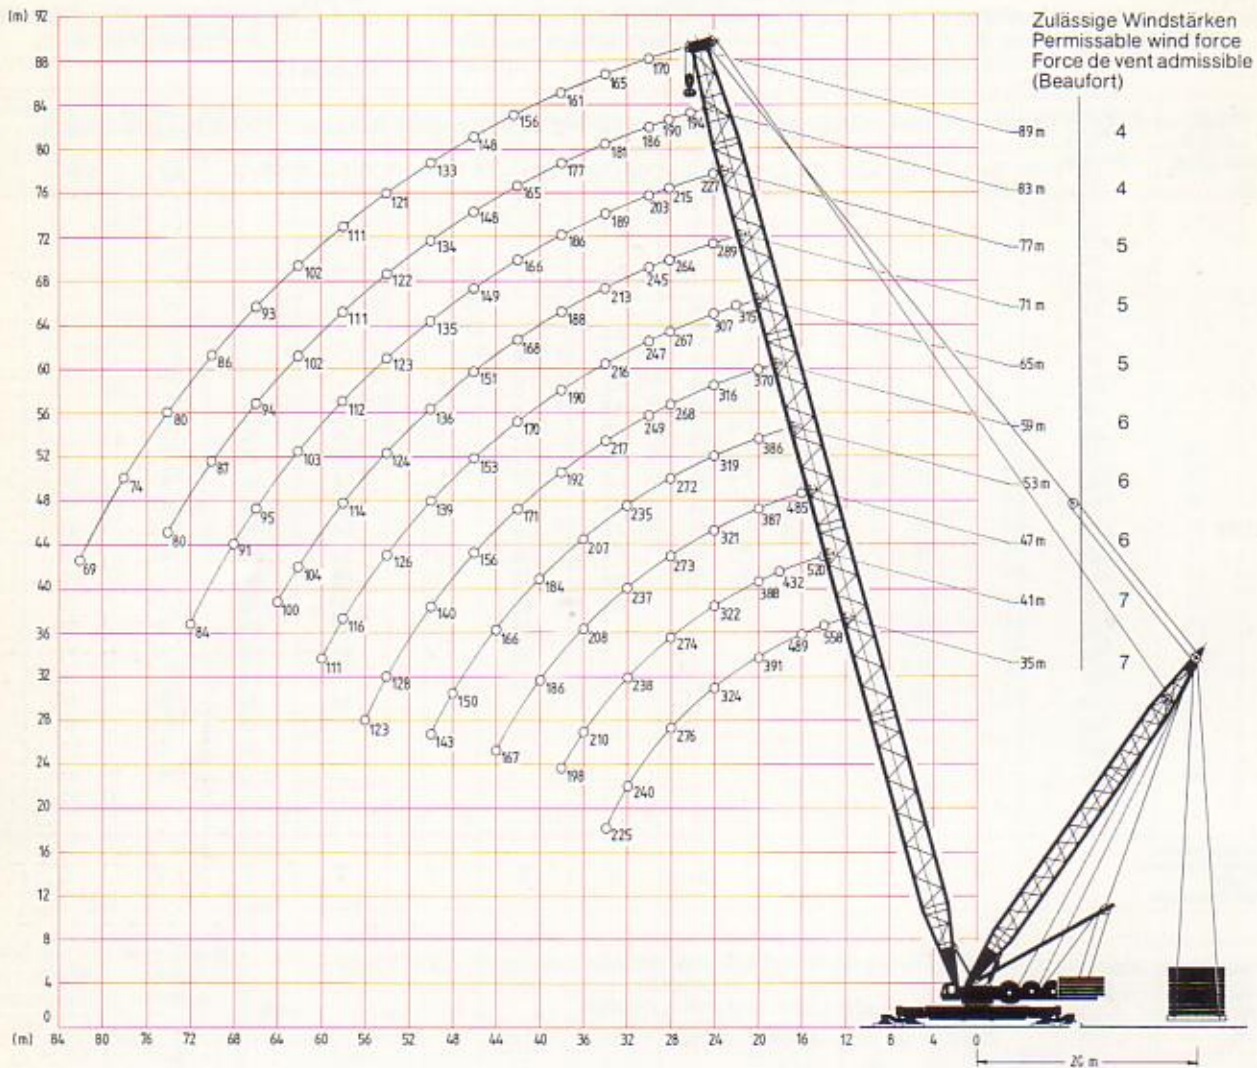 Zulässige Windstärken
Permissable wind force
Force de vent admissible
(Beaufort)
(m) 92
88
84
80
76
72
68
64
60
56
52
48
44
40
36
32
28
24
20
16
12
8
4
0
89 m 4
83 m 4
77 m 5
71 m 5
65 m 5
59 m 6
53 m 6
47 m 6
41 m 7
35 m 7
69 74 80 86 93 102 111 121 133 148 156 161 165 170
80 87 94 102 111 122 134 148 165 177 181 186 190 194
84 91 95 103 112 123 135 149 166 186 189 203 215 227
100 104 114 124 136 151 168 188 213 245 264 289
111 116 126 139 153 170 190 216 247 267 307 315
123 128 140 156 171 192 217 249 268 316 370
143 150 166 184 207 235 272 319 386
167 186 208 237 273 321 387 485
198 210 238 274 322 388 432 520
225 240 276 324 391 489 558
(m) 84 80 76 72 68 64 60 56 52 48 44 40 36 32 28 24 20 16 12 8 4 0
20 m